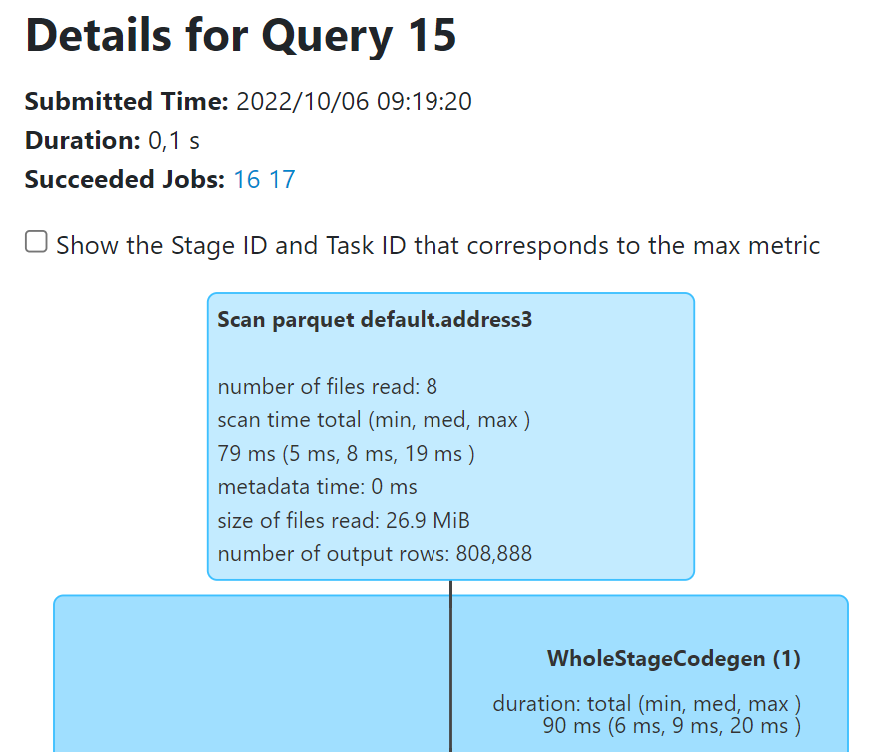 Details for Query 15
Submitted Time: 2022/10/06 09:19:20
Duration: 0,1 s
Succeeded Jobs: 16 17
Show the Stage ID and Task ID that corresponds to the max metric
Scan parquet default.address3
number of files read: 8
scan time total (min, med, max )
79 ms (5 ms, 8 ms, 19 ms )
metadata time: 0 ms
size of files read: 26.9 MiB
number of output rows: 808,888
WholeStageCodegen (1)
duration: total (min, med, max )
90 ms (6 ms, 9 ms, 20 ms )